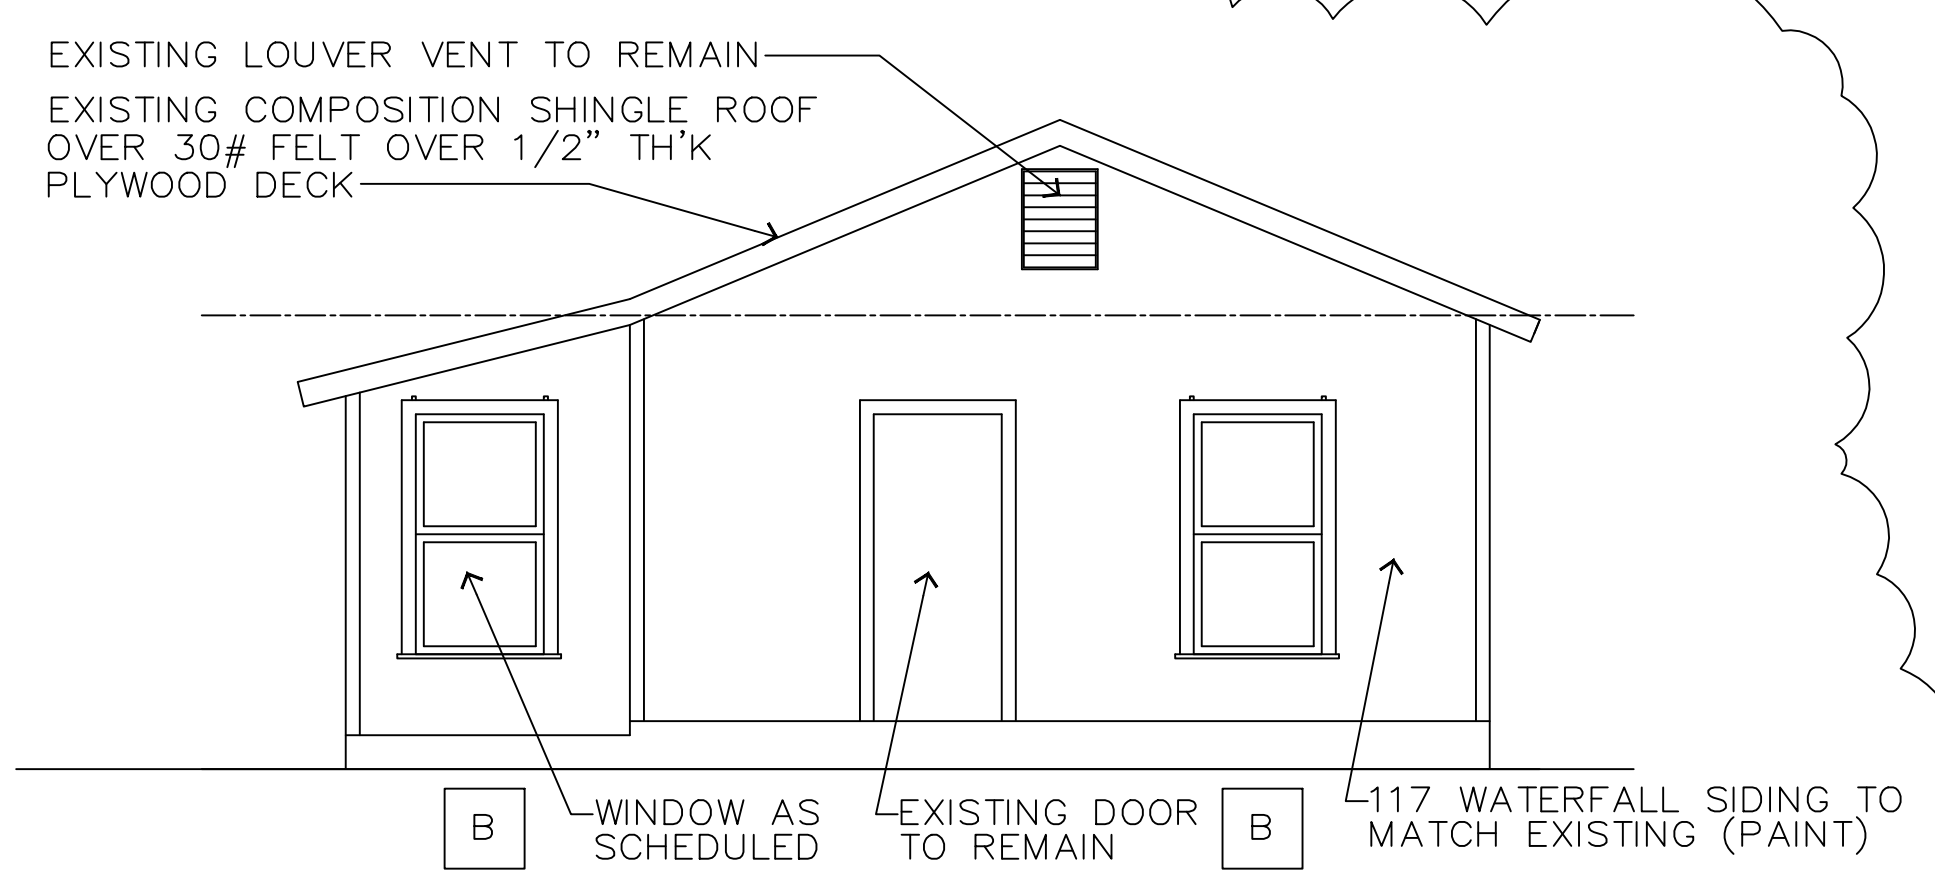 EXISTING LOUVER VENT TO REMAIN
EXISTING COMPOSITION SHINGLE ROOF
OVER 30# FELT OVER 1/2" TH'K
PLYWOOD DECK
B
WINDOW AS
SCHEDULED
EXISTING DOOR
TO REMAIN
B
117 WATERFALL SIDING TO
MATCH EXISTING (PAINT)